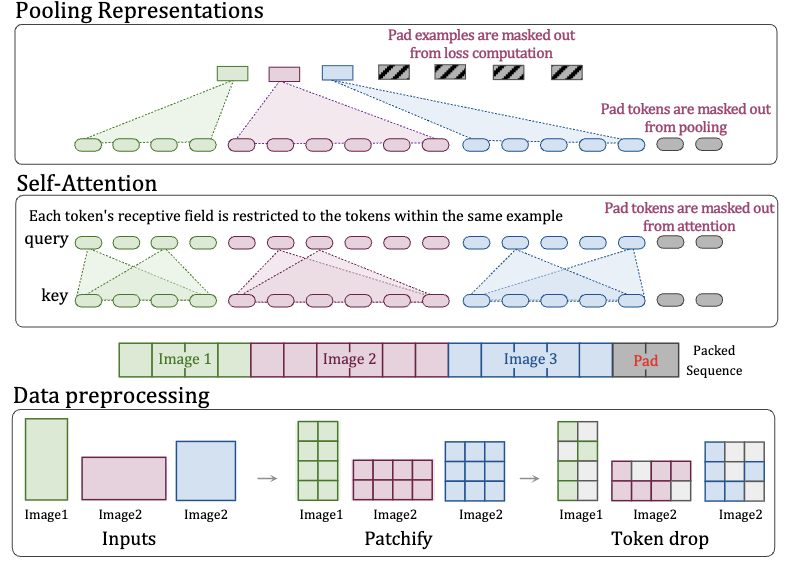 Pooling Representations
Pad examples are masked out
from loss computation
Pad tokens are masked out
from pooling
Self-Attention
Each token's receptive field is restricted to the tokens within the same example
Pad tokens are masked out
from attention
query
key
Image 1
Image 2
Image 3
Pad
Packed
Sequence
Data preprocessing
Image1
Image2
Image2
Image1
Image2
Image2
Image1
Image2
Image2
Inputs
Patchify
Token drop